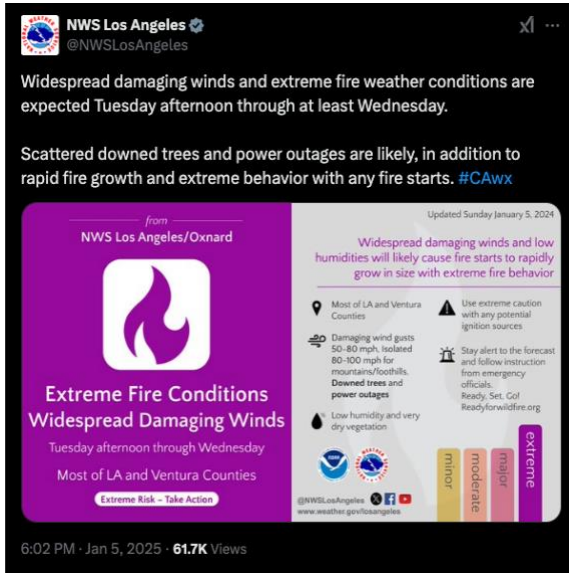 NWS Los Angeles
@NWSLosAngeles
Widespread damaging winds and extreme fire weather conditions are
expected Tuesday afternoon through at least Wednesday.
Scattered downed trees and power outages are likely, in addition to
rapid fire growth and extreme behavior with any fire starts. #CAwx
from
NWS Los Angeles/Oxnard
Extreme Fire Conditions
Widespread Damaging Winds
Tuesday afternoon through Wednesday
Most of LA and Ventura Counties
Extreme Risk – Take Action
Updated Sunday January 5, 2024
Widespread damaging winds and low
humidities will likely cause fire starts to rapidly
grow in size with extreme fire behavior
Most of LA and Ventura
Counties
Damaging wind gusts
50-80 mph, Isolated
80-100 mph for
mountains/foothills.
Downed trees and
power outages
Low humidity and very
dry vegetation
Use extreme caution
with any potential
ignition sources
Stay alert to the forecast
and follow instruction
from emergency
officials.
Ready, Set, Go!
Readyforwildfire.org
minor
moderate
major
extreme
@NWSLosAngeles
www.weather.gov/losangeles
6:02 PM · Jan 5, 2025 · 61.7K Views